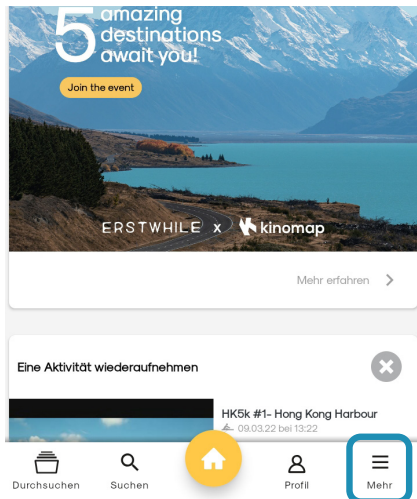 5 amazing
destinations
await you!
Join the event
ERSTWHILE x kinomap
Mehr erfahren
Eine Aktivität wiederaufnehmen
HK5k #1- Hong Kong Harbour
09.03.22 bei 13:22
Durchsuchen Suchen Profil Mehr